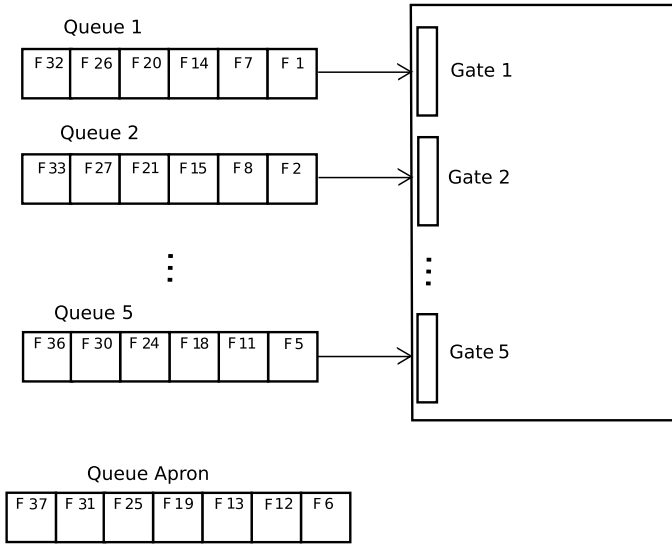 Queue 1
F 32 F 26 F 20 F 14 F 7 F 1
Gate 1
Queue 2
F 33 F 27 F 21 F 15 F 8 F 2
Gate 2
⋮ ⋮
Queue 5
F 36 F 30 F 24 F 18 F 11 F 5
Gate 5
Queue Apron
F 37 F 31 F 25 F 19 F 13 F 12 F 6